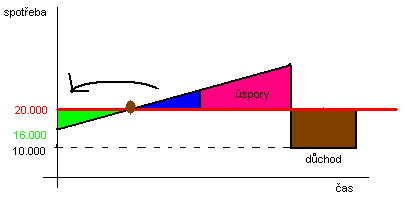 spotřeba
úspory
20.000
16.000
10.000
důchod
čas